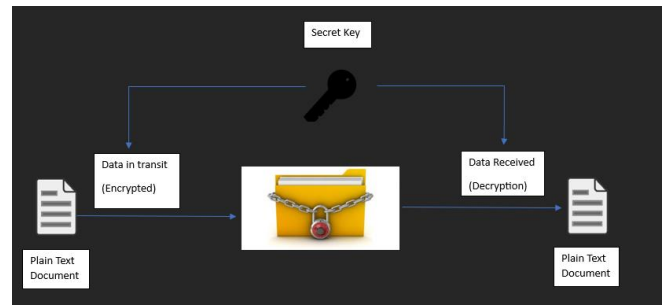 Secret Key
Data in transit
(Encrypted)
Data Received
(Decryption)
Plain Text
Document
Plain Text
Document